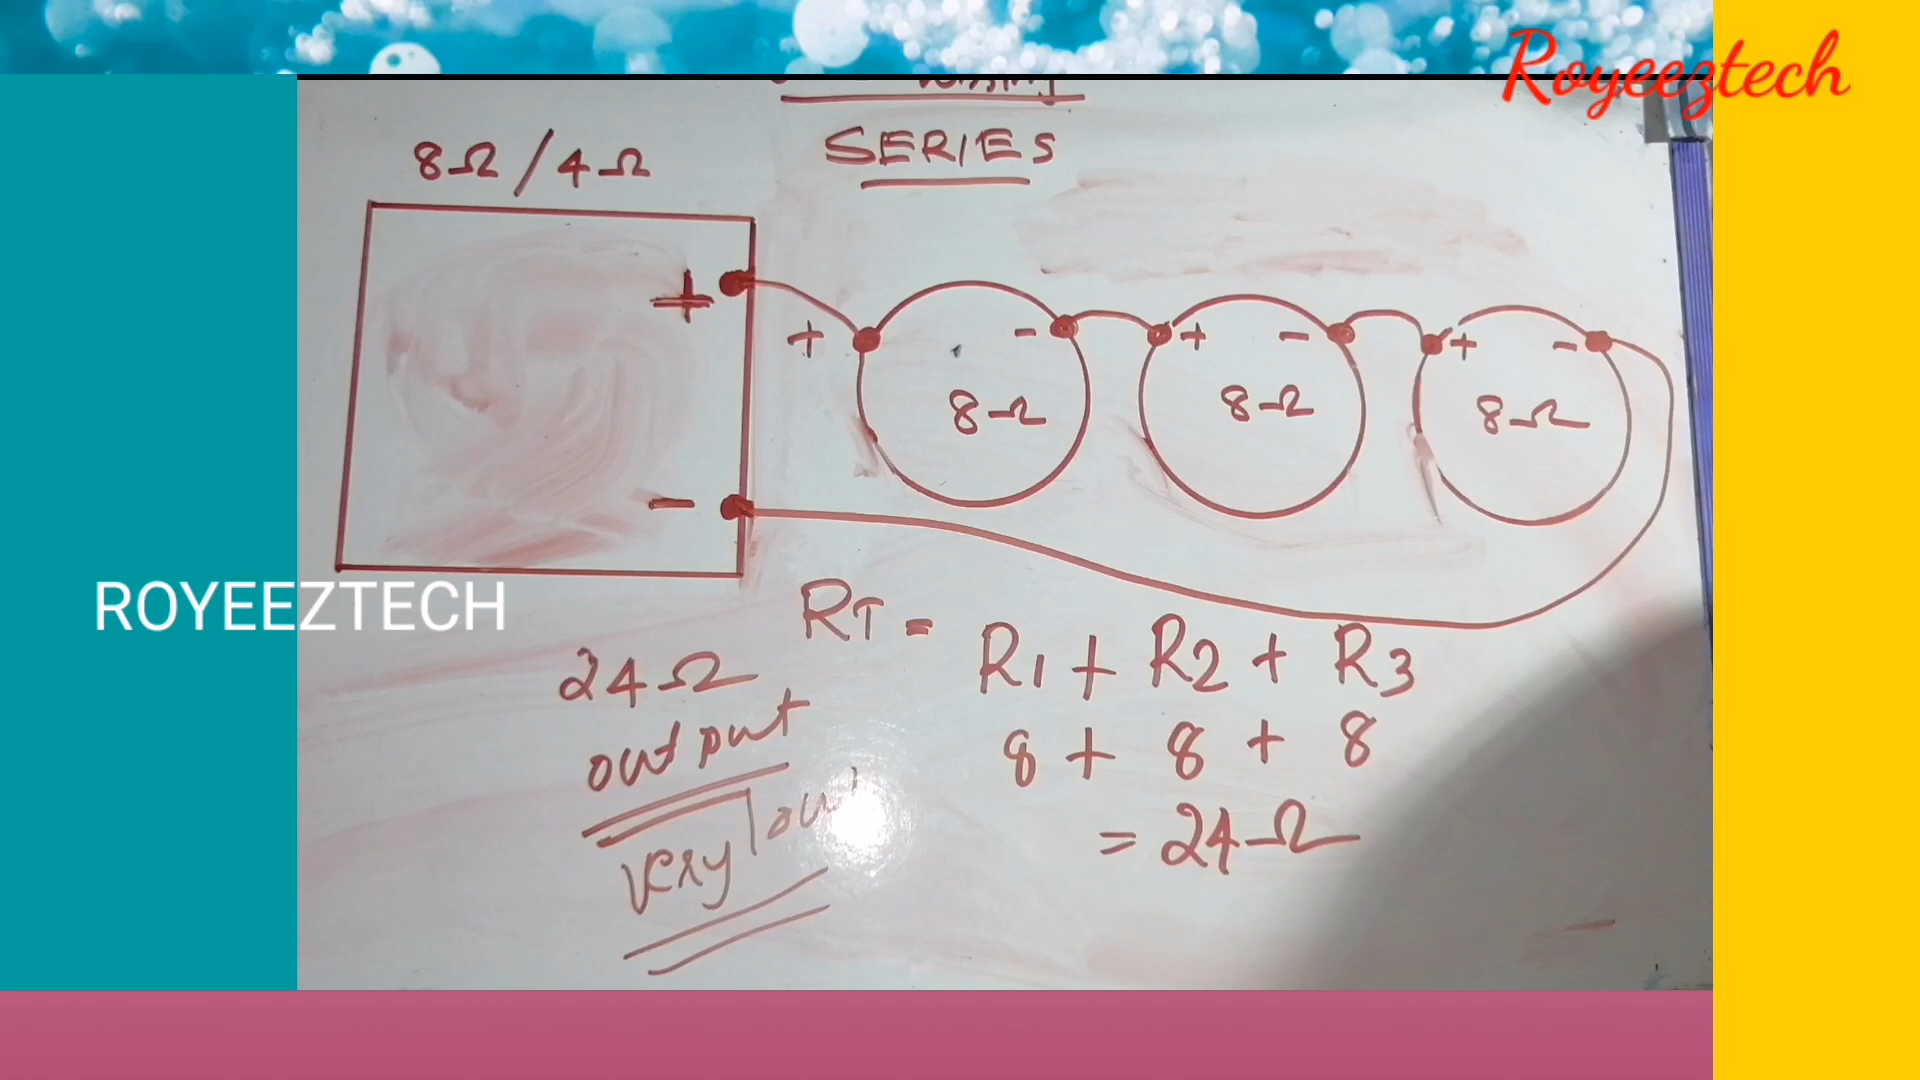 Royeeztech
SERIES
8Ω/4Ω
+
+ - + - + -
8Ω 8Ω 8Ω
-
ROYEEZTECH
RT = R1 + R2 + R3
24Ω
output
8 + 8 + 8
very
= 24Ω